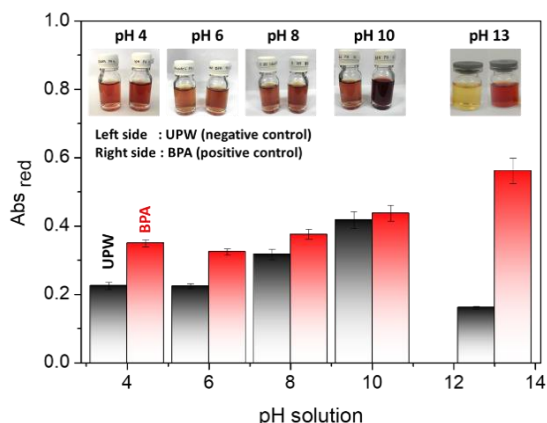 pH 4 pH 6 pH 8 pH 10 pH 13
Left side : UPW (negative control)
Right side : BPA (positive control)
UPW BPA
Abs red
1.0
0.8
0.6
0.4
0.2
0.0
4 6 8 10 12 14
pH solution